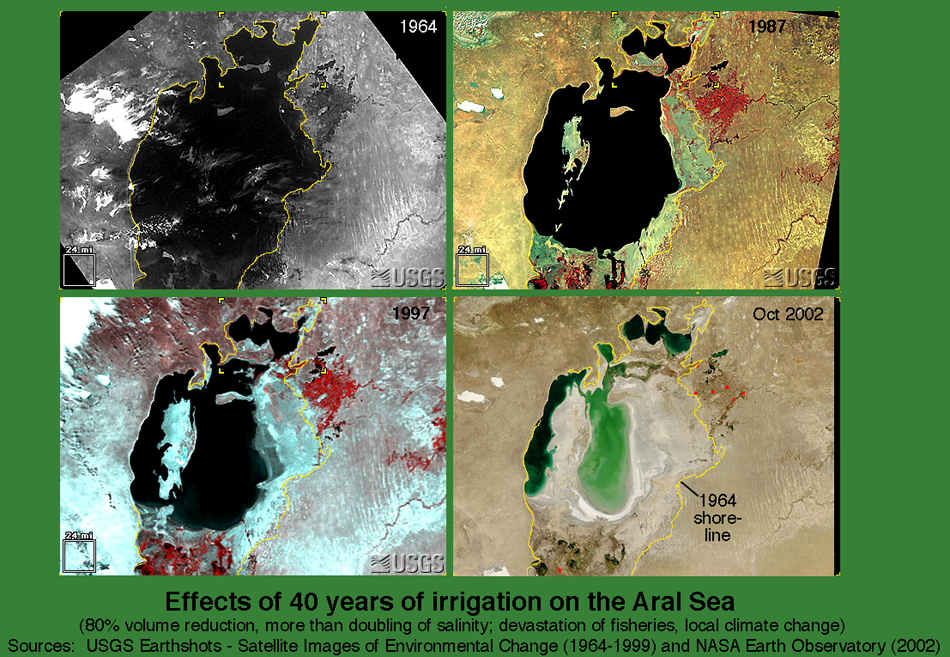 1964
24 mi
USGS
1987
24 mi
USGS
1997
24 mi
USGS
Oct 2002
1964
shore-
line
Effects of 40 years of irrigation on the Aral Sea
(80% volume reduction, more than doubling of salinity; devastation of fisheries, local climate change)
Sources:  USGS Earthshots - Satellite Images of Environmental Change (1964-1999) and NASA Earth Observatory (2002)